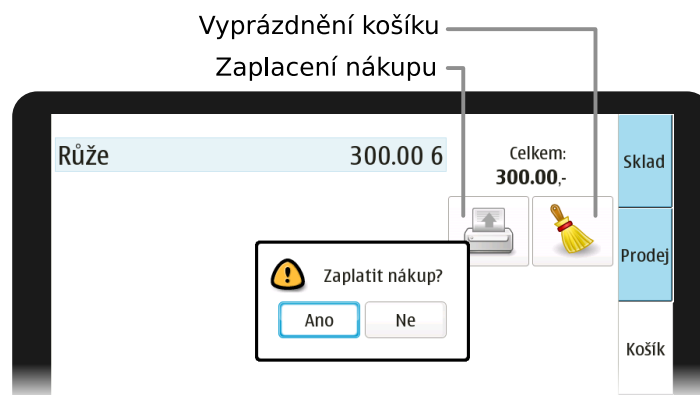 Vyprázdnění košíku
Zaplacení nákupu
Růže 300.00 6
Celkem:
300.00,-
Sklad
Prodej
Zaplatit nákup?
Ano Ne
Košík